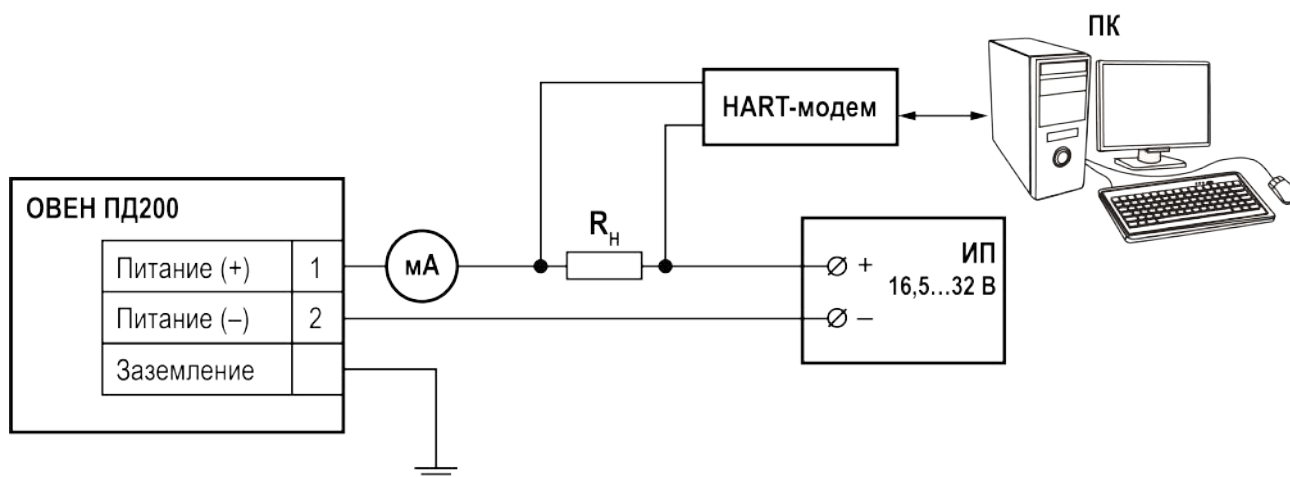 ПК
HART-модем
ОВЕН ПД200
Питание (+) 1
Питание (–) 2
Заземление
мА
RН
+
–
ИП
16,5...32 В